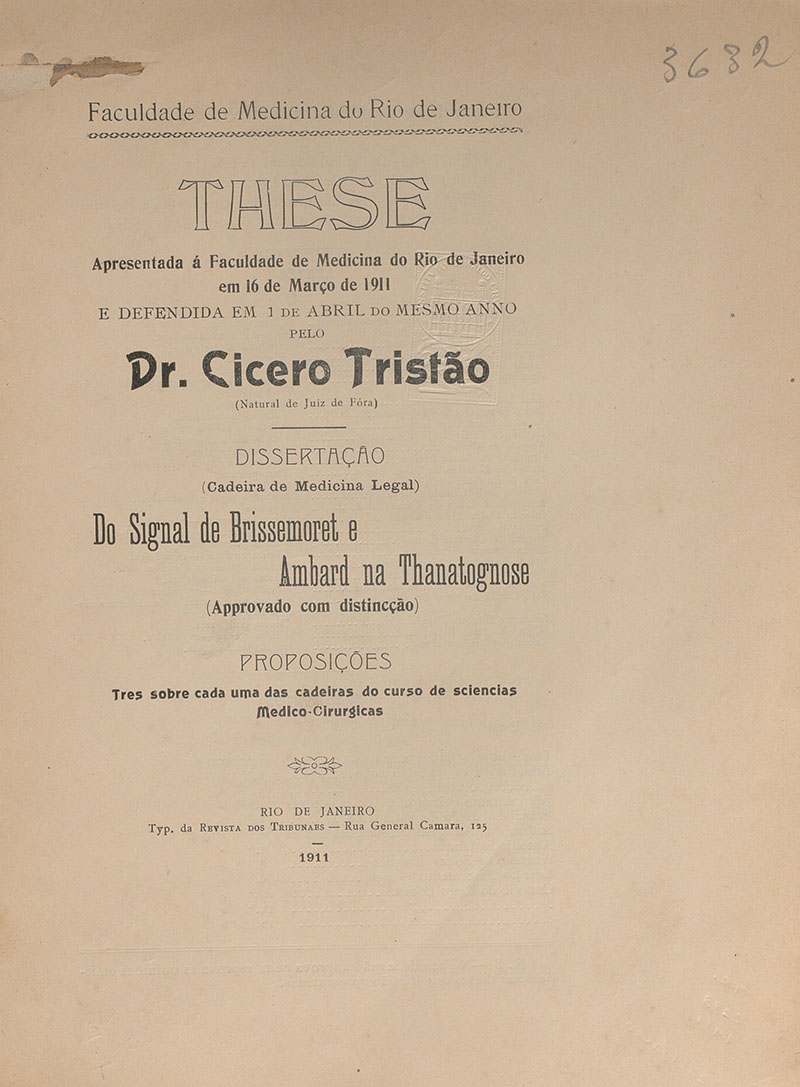 3632
Faculdade de Medicina do Rio de Janeiro
THESE
Apresentada á Faculdade de Medicina do Rio de Janeiro
em 16 de Março de 1911
E DEFENDIDA EM 1 DE ABRIL DO MESMO ANNO
PELO
Dr. Cicero Tristão
(Natural de Juiz de Fóra)
DISSERTAÇÃO
(Cadeira de Medicina Legal)
Do Signal de Brissemoret e
Ambard na Thanatognose
(Approvado com distincção)
PROPOSIÇÕES
Tres sobre cada uma das cadeiras do curso de sciencias
Medico-Cirurgicas
RIO DE JANEIRO
Typ. da REVISTA DOS TRIBUNAES — Rua General Camara, 125
1911